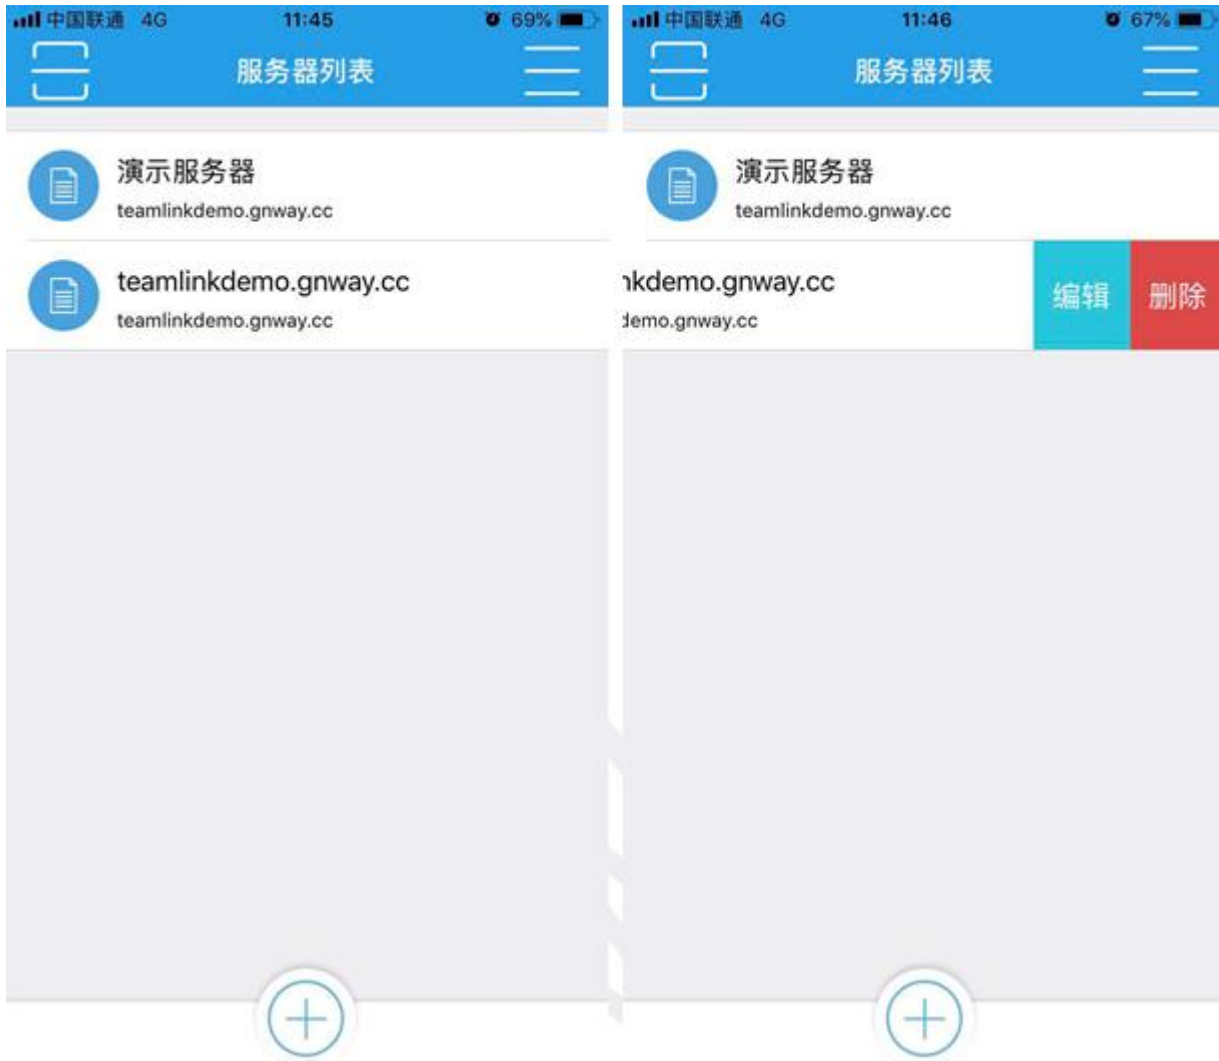 中国联通 4G 11:45 69%
服务器列表
演示服务器
teamlinkdemo.gnway.cc
teamlinkdemo.gnway.cc
teamlinkdemo.gnway.cc
中国联通 4G 11:46 67%
服务器列表
演示服务器
teamlinkdemo.gnway.cc
nkdemo.gnway.cc
demo.gnway.cc
编辑 删除